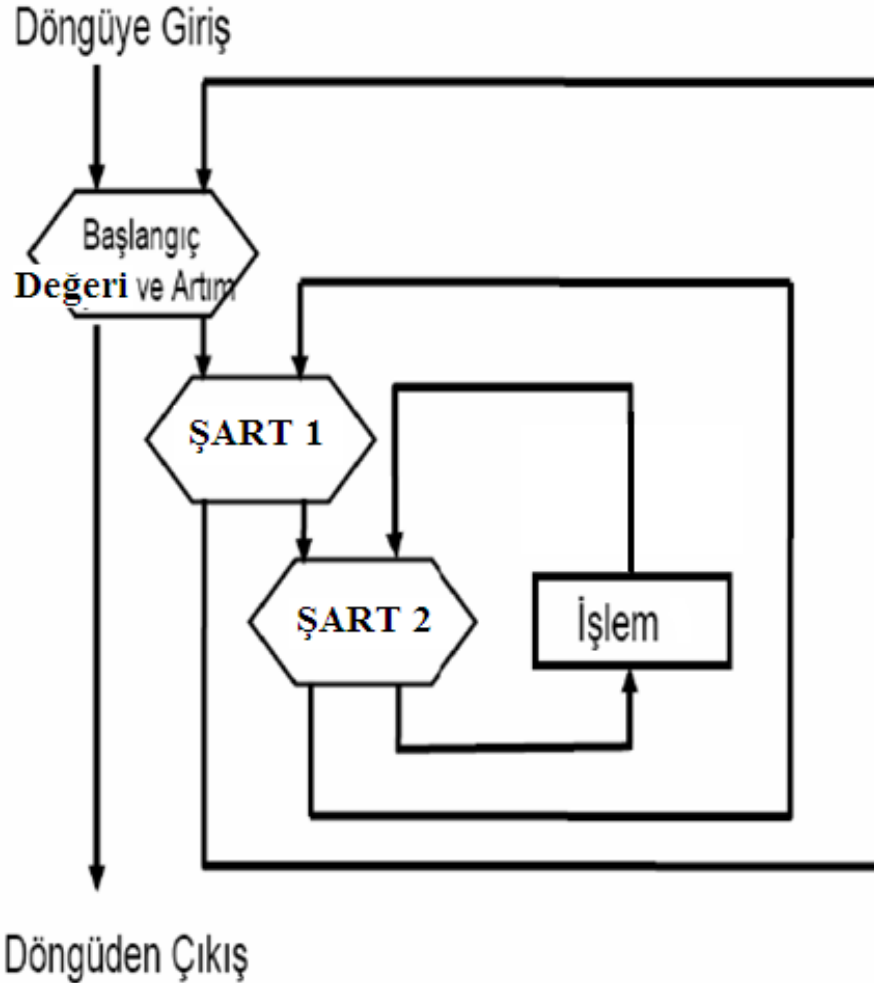 Döngüye Giriş
Başlangıç
Değeri ve Artım
ŞART 1
ŞART 2
İşlem
Döngüden Çıkış